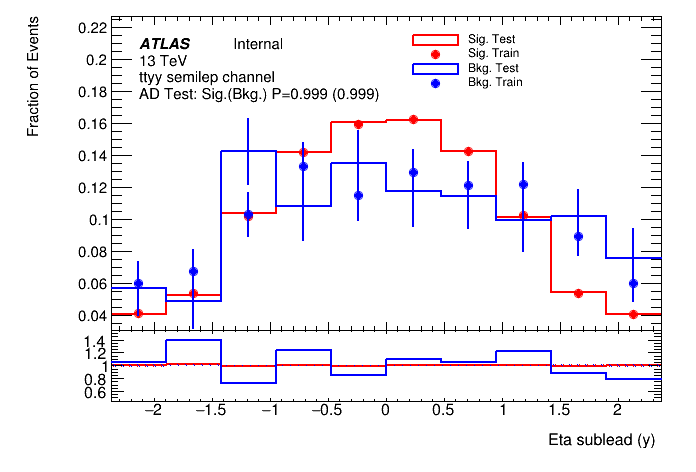 Fraction of Events
0.22
0.2
0.18
0.16
0.14
0.12
0.1
0.08
0.06
0.04
ATLAS Internal
13 TeV
ttyy semilep channel
AD Test: Sig.(Bkg.) P=0.999 (0.999)
Sig. Test
Sig. Train
Bkg. Test
Bkg. Train
1.4
1.2
1
0.8
0.6
−2 −1.5 −1 −0.5 0 0.5 1 1.5 2
Eta sublead (y)